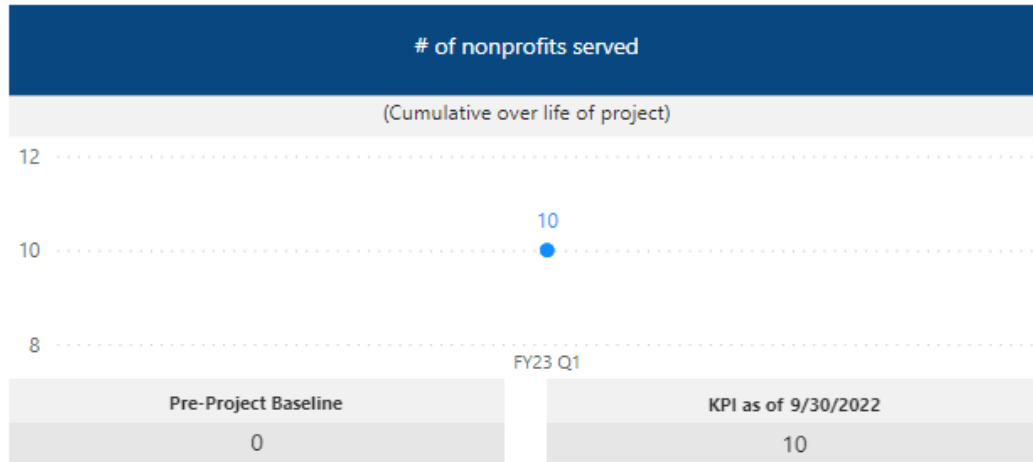 # of nonprofits served
(Cumulative over life of project)
12
10
10
8
FY23 Q1
Pre-Project Baseline
KPI as of 9/30/2022
0
10